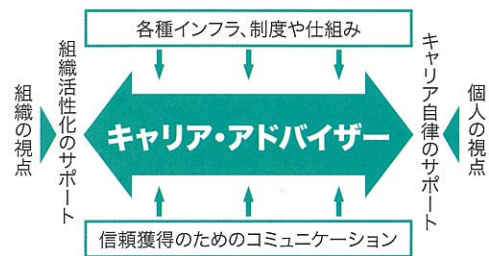 各種インフラ、制度や仕組み
組織の視点
組織活性化のサポート
キャリア・アドバイザー
キャリア自律のサポート
個人の視点
信頼獲得のためのコミュニケーション